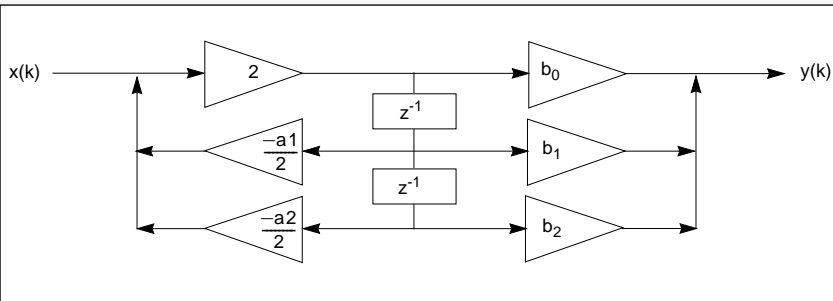 x(k) 2 b0 y(k)
z-1
−a1/2 b1
z-1
−a2/2 b2